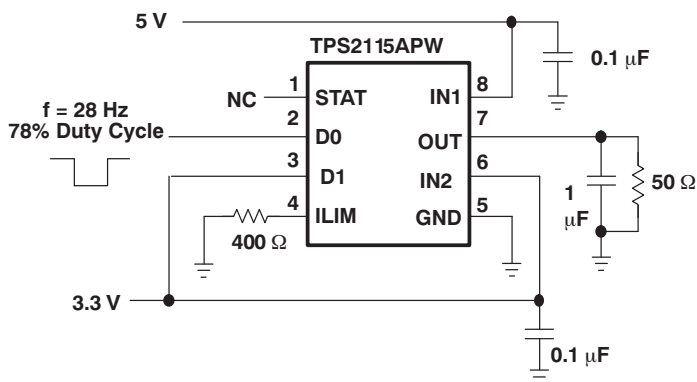 5 V
TPS2115APW
0.1 μF
NC
1
STAT
IN1
8
f = 28 Hz
78% Duty Cycle
2
D0
OUT
7
3
D1
IN2
6
1
μF
50 Ω
4
ILIM
GND
5
400 Ω
3.3 V
0.1 μF